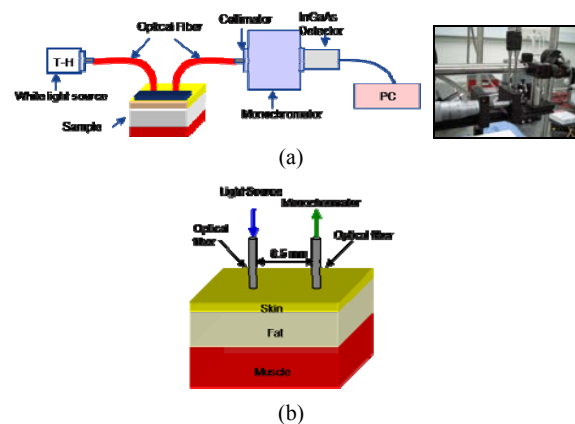 Optical Fiber
Collimator
InGaAs
Detector
T-H
White light source
Sample
Monochromator
PC
(a)
Light Source
Monochromator
Optical
fiber
6.5 mm
Optical fiber
Skin
Fat
Muscle
(b)